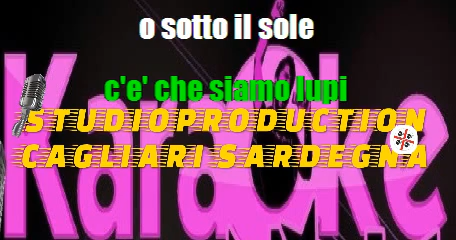 o sotto il sole
c'e' che siamo lupi
Karaoke
STUDIOPRODUCTION
CAGLIARI SARDEGNA